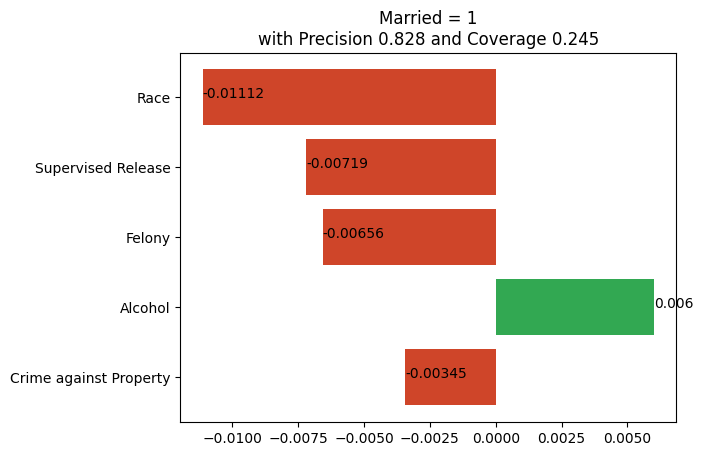 Married = 1
with Precision 0.828 and Coverage 0.245
Race
-0.01112
Supervised Release
-0.00719
Felony
-0.00656
Alcohol
0.006
Crime against Property
-0.00345
−0.0100 −0.0075 −0.0050 −0.0025 0.0000 0.0025 0.0050